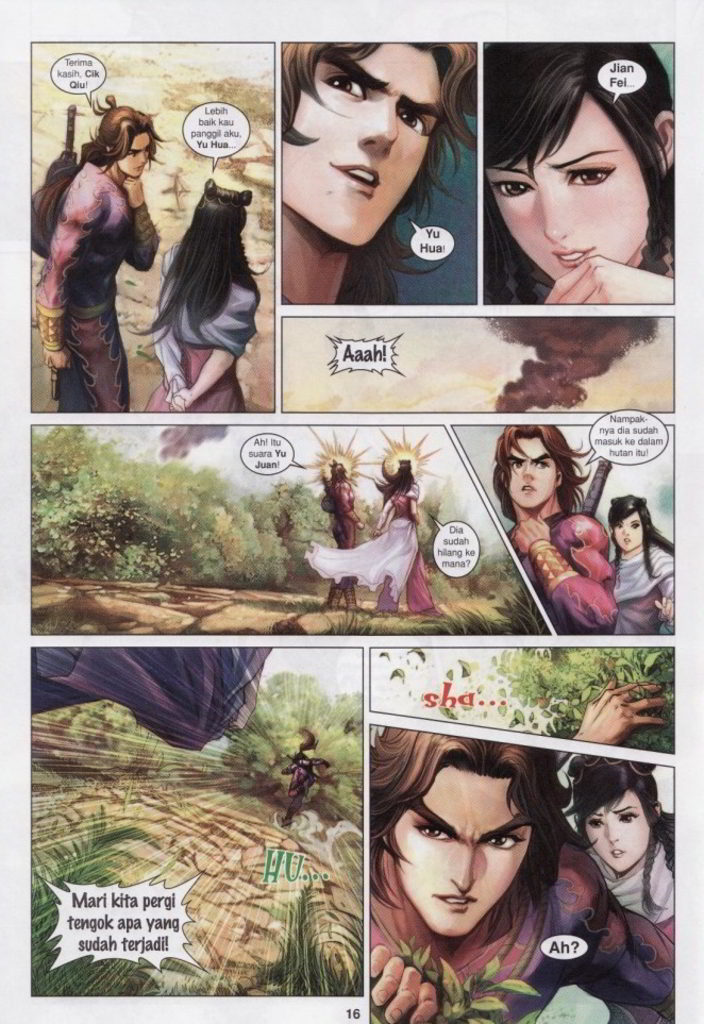 Terima
kasih, Cik
Qiu!
Lebih
baik kau
panggil aku,
Yu Hua...
Yu
Hua!
Jian
Fei...
Aaah!
Ah! Itu
suara Yu
Juan!
Dia
sudah
hilang ke
mana?
Nampak-
nya dia sudah
masuk ke dalam
hutan itu!
HU...
Mari kita pergi
tengok apa yang
sudah terjadi!
sha...
Ah?
16